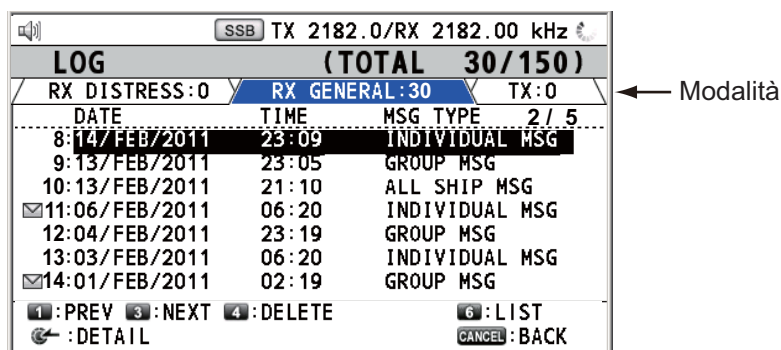 SSB TX 2182.0/RX 2182.00 kHz
LOG (TOTAL 30/150)
RX DISTRESS:0 RX GENERAL:30 TX:0
Modalità
DATE TIME MSG TYPE 2/ 5
8:14/FEB/2011 23:09 INDIVIDUAL MSG
9:13/FEB/2011 23:05 GROUP MSG
10:13/FEB/2011 21:10 ALL SHIP MSG
11:06/FEB/2011 06:20 INDIVIDUAL MSG
12:04/FEB/2011 23:19 GROUP MSG
13:03/FEB/2011 06:20 INDIVIDUAL MSG
14:01/FEB/2011 02:19 GROUP MSG
1 :PREV 3 :NEXT 4 :DELETE 6 :LIST
:DETAIL CANCEL :BACK